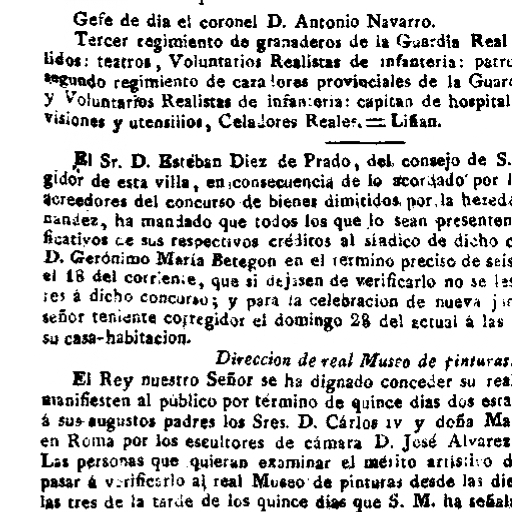 Gefe de dia el coronel D. Antonio Navarro.
Tercer regimiento de granaderos de la Guardia Real
lidos: teatros, Voluntarios Realistas de infanteria: patru
segundo regimiento de cazadores provinciales de la Guar
y Voluntarios Realistas de infanteria: capitan de hospital
visiones y utensilios, Celadores Reales. = Liñan.
El Sr. D. Estéban Diez de Prado, del consejo de S.
gidor de esta villa, en consecuencia de lo acordado por l
acreedores del concurso de bienes dimitidos por la hereda
nandez, ha mandado que todos los que lo sean presenten
ficativos de sus respectivos créditos al síndico de dicho c
D. Gerónimo María Betegon en el término preciso de seis
el 18 del corriente, que si dejasen de verificarlo no se les
res á dicho concurso; y para la celebracion de nueva jun
señor teniente corregidor el domingo 28 del actual á las
su casa-habitacion.
Direccion de real Museo de pinturas.
El Rey nuestro Señor se ha dignado conceder su real
manifiesten al público por término de quince dias dos esta
á sus augustos padres los Sres. D. Cárlos IV y doña Ma
en Roma por los escultores de cámara D. José Alvarez
Las personas que quieran examinar el mérito artístico d
pasar á verificarlo al real Museo de pinturas desde las die
las tres de la tarde de los quince dias que S. M. ha señal